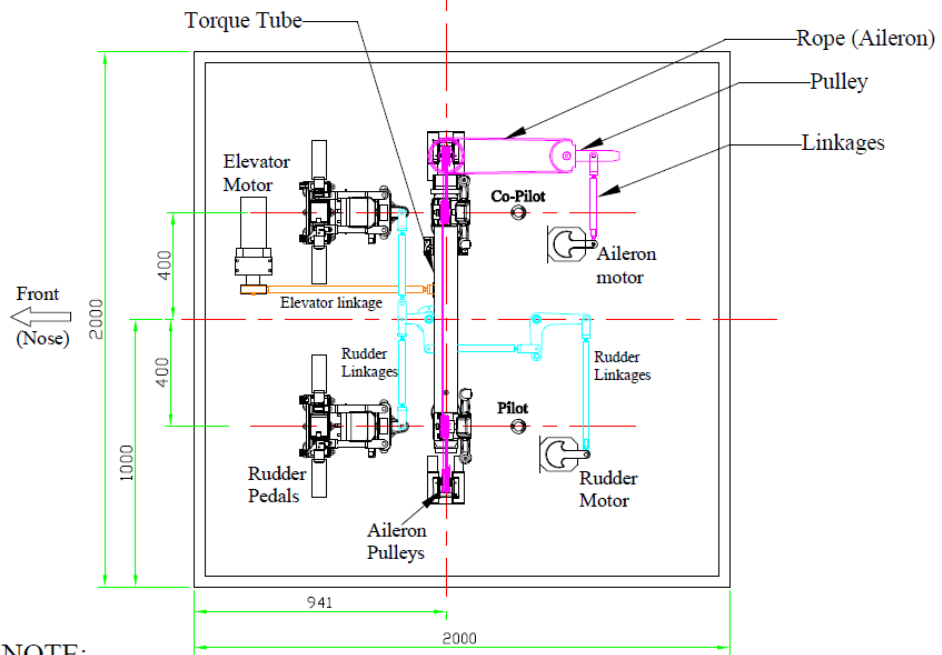 Torque Tube
Rope (Aileron)
Pulley
Linkages
Elevator
Motor
Co-Pilot
Aileron
motor
Front
(Nose)
Elevator linkage
400
2000
400
1000
Rudder
Linkages
Rudder
Linkages
Pilot
Rudder
Pedals
Rudder
Motor
Aileron
Pulleys
941
2000
NOTE: